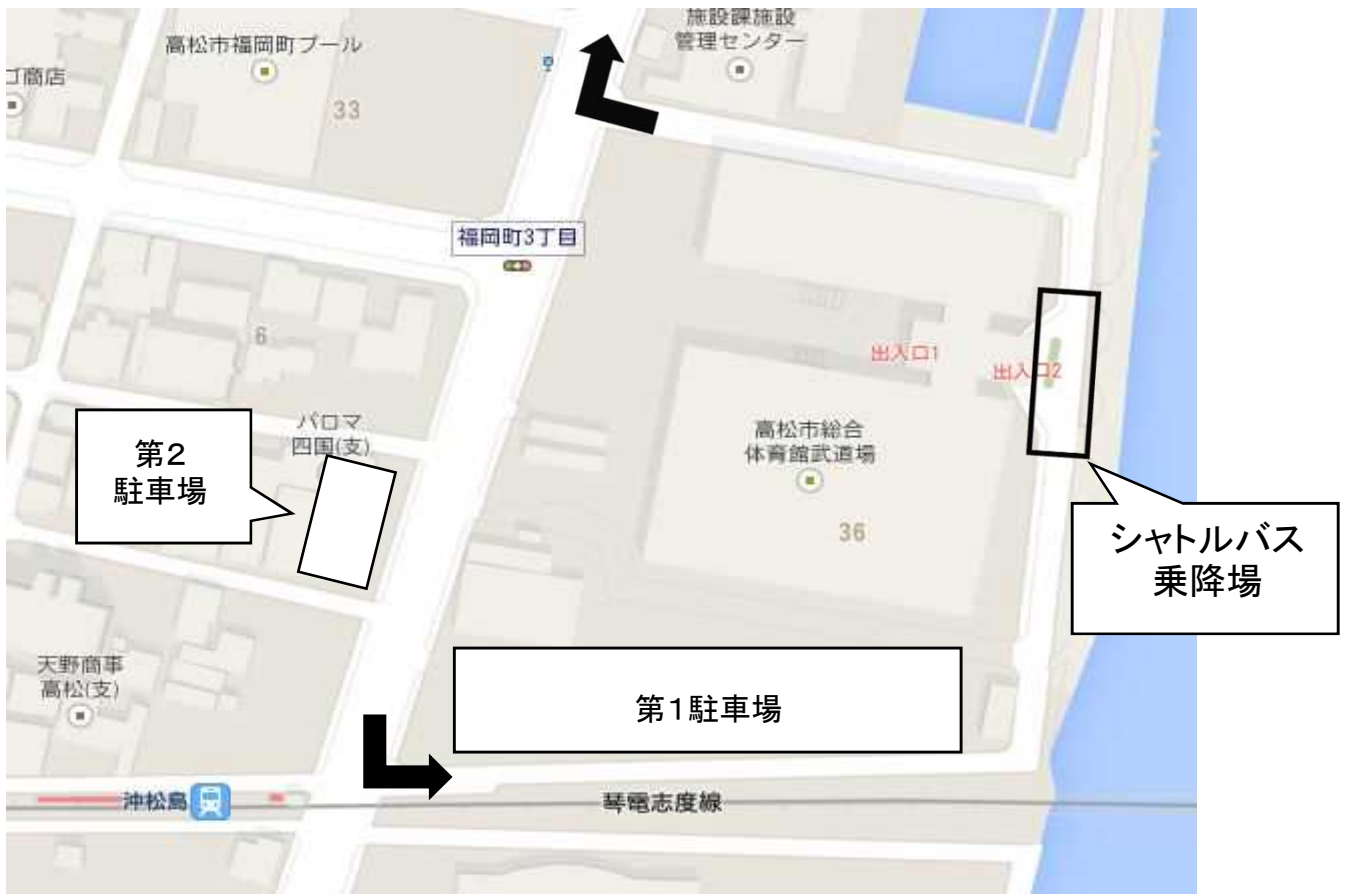 施設課施設
管理センター
高松市福岡町プール
ゴ商店
33
福岡町3丁目
6
出入口1
出入口2
パロマ
四国(支)
第2
駐車場
高松市総合
体育館武道場
36
シャトルバス
乗降場
天野商事
高松(支)
第1駐車場
沖松島
琴電志度線